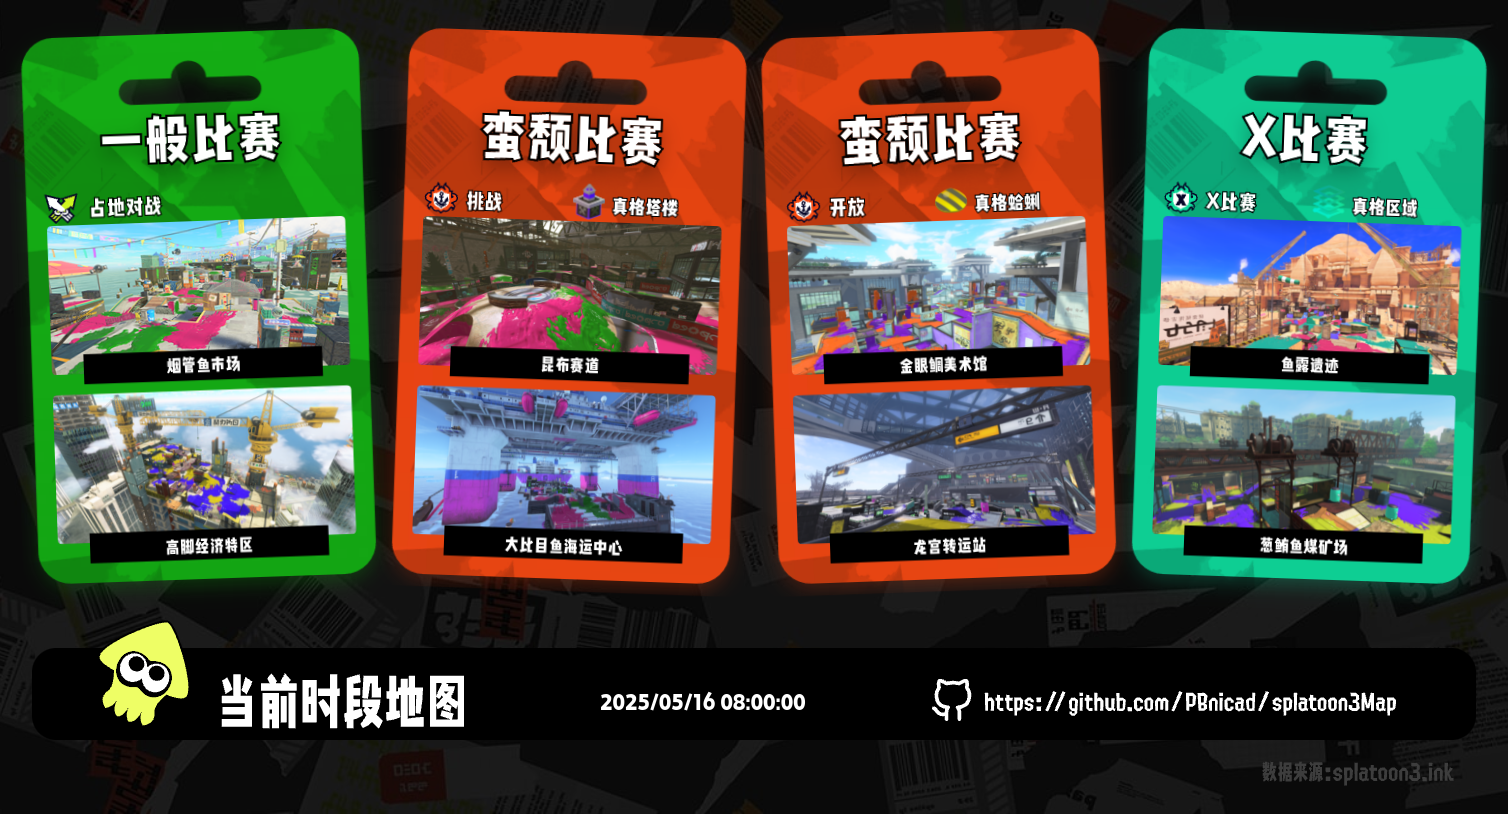 一般比赛
占地对战
烟管鱼市场
高脚经济特区
蛮颓比赛
挑战
真格塔楼
昆布赛道
大比目鱼海运中心
蛮颓比赛
开放
真格蛤蜊
金眼鲷美术馆
龙宫转运站
X比赛
X比赛
真格区域
鱼露遗迹
葱鲔鱼煤矿场
当前时段地图
2025/05/16 08:00:00
https://github.com/PBnicad/splatoon3Map
数据来源:splatoon3.ink